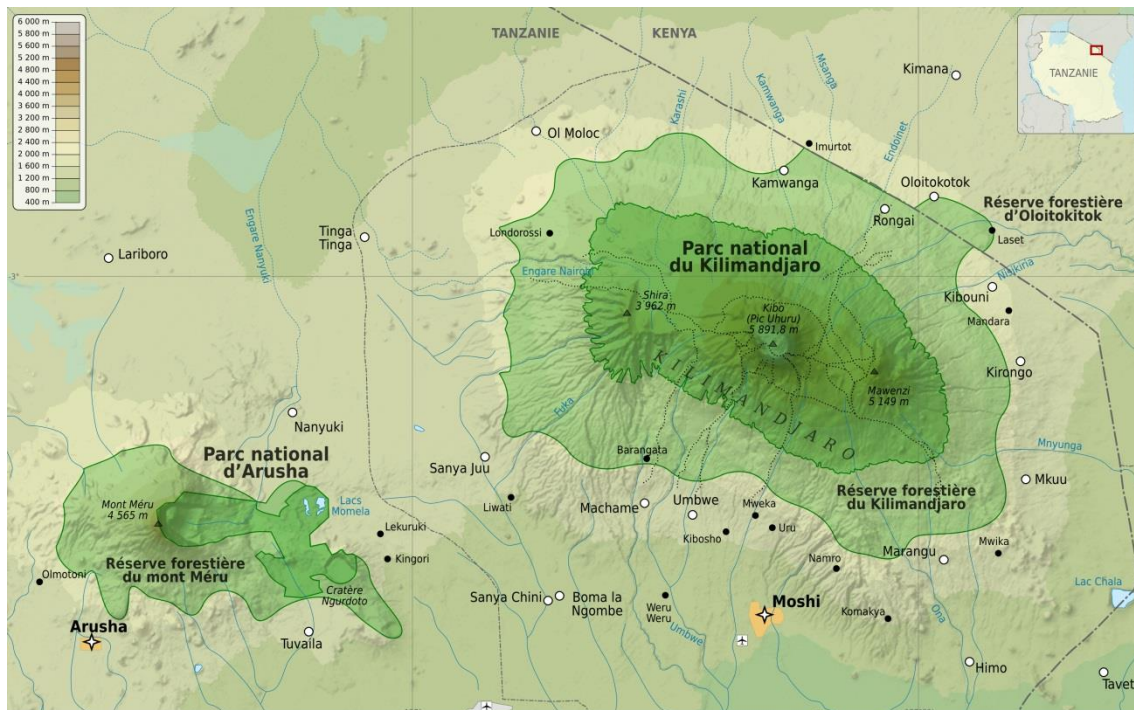 6 000 m
5 800 m
5 600 m
5 200 m
4 800 m
4 400 m
4 000 m
3 600 m
3 200 m
2 800 m
2 400 m
2 000 m
1 600 m
1 200 m
800 m
400 m
TANZANIE
KENYA
TANZANIE
Kimana
Msanga
Kamwanga
Karashi
Endoinet
Ol Moloc
Imurtot
Kamwanga
Oloitokotok
Réserve forestière
d'Oloitokitok
Rongai
Laset
Engare Nanyuki
Tinga
Tinga
Londorossi
Lariboro
Parc national
du Kilimandjaro
-3°
Engare Nairobi
Nisikiria
Kibouni
Mandara
Shira
3 962 m
Kibo
(Pic Uhuru)
5 891,8 m
KILIMANDJARO
Mawenzi
5 149 m
Kirongo
Fuka
Nanyuki
Parc national
d'Arusha
Sanya Juu
Barangata
Mnyunga
Mkuu
Mont Méru
4 565 m
Lacs
Momela
Liwati
Machame
Umbwe
Mweka
Réserve forestière
du Kilimandjaro
Lekuruki
Kibosho
Uru
Kingori
Réserve forestière
du mont Méru
Marangu
Mwika
Namro
Olmotoni
Cratère
Ngurdoto
Lac Chala
Sanya Chini
Boma la
Ngombe
Weru
Weru
Moshi
Komakya
Ona
Arusha
Tuvaila
Umbwe
Himo
Tavet